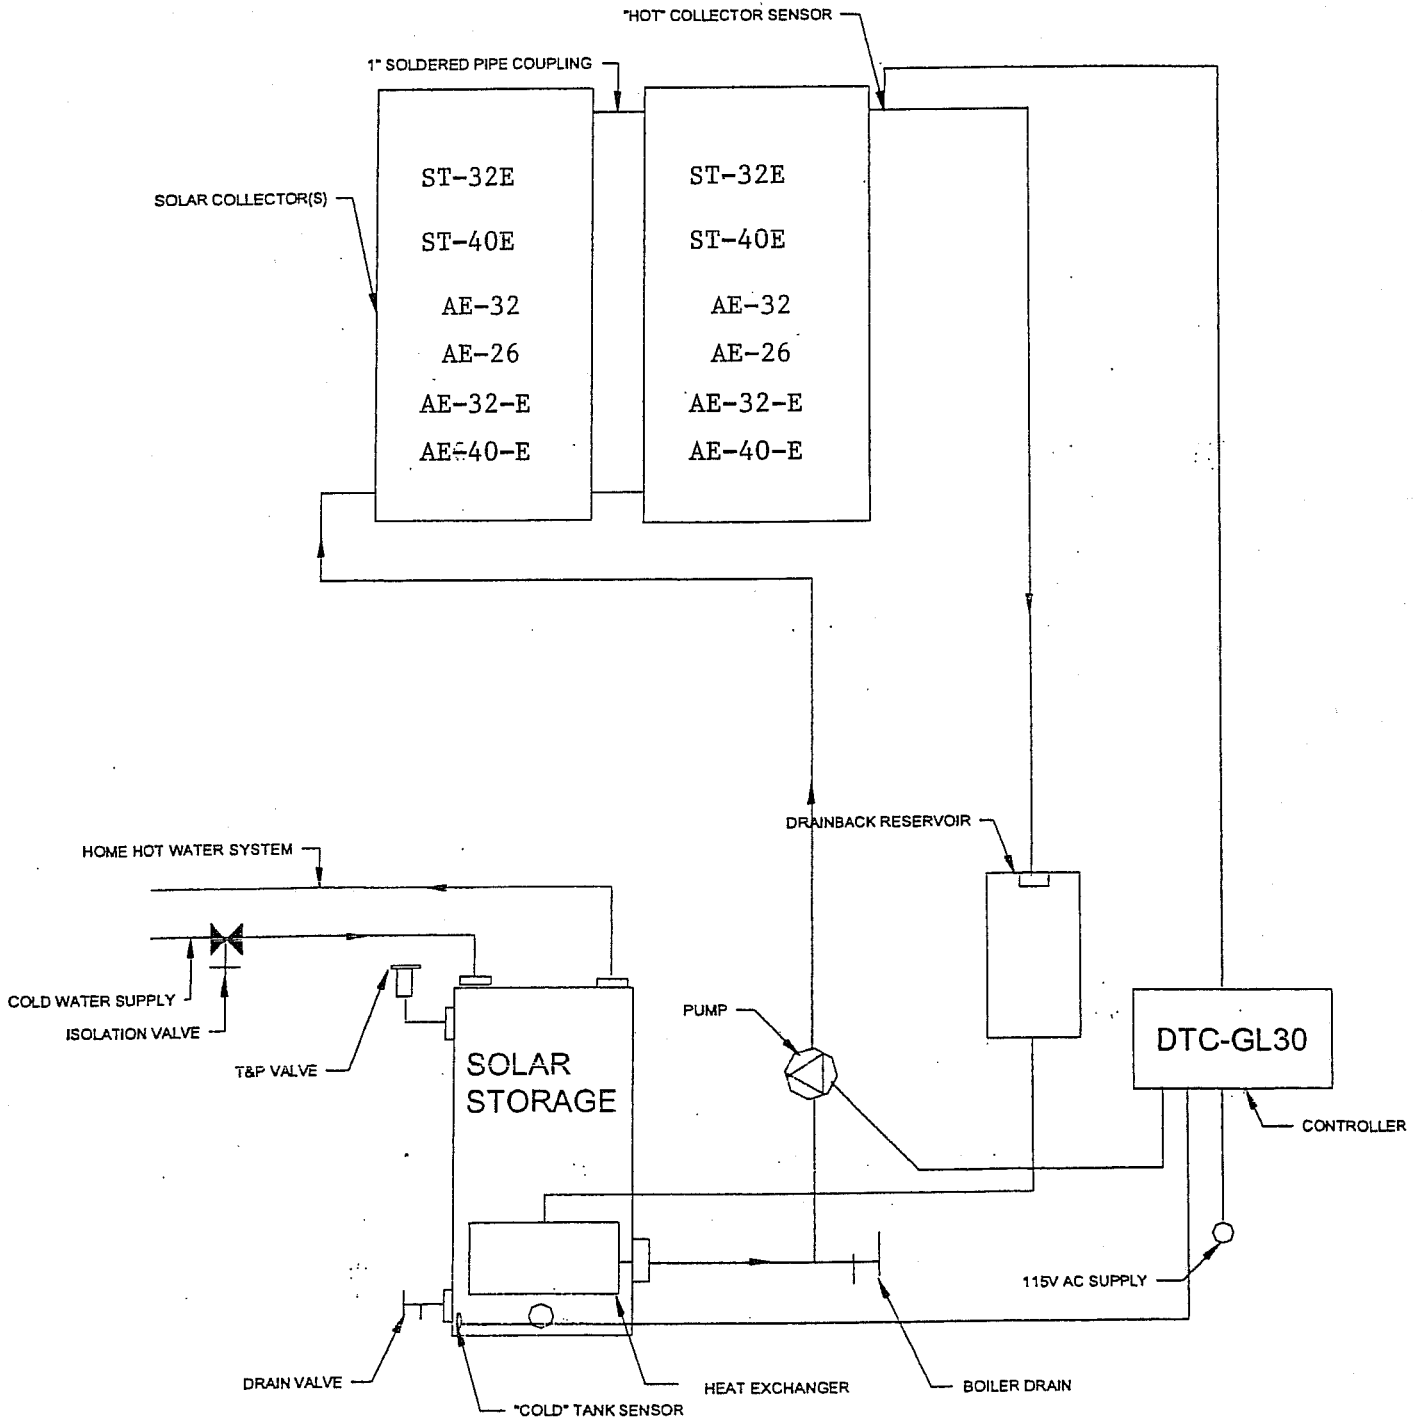 "HOT" COLLECTOR SENSOR
1" SOLDERED PIPE COUPLING
SOLAR COLLECTOR(S)
ST-32E
ST-40E
AE-32
AE-26
AE-32-E
AE-40-E
ST-32E
ST-40E
AE-32
AE-26
AE-32-E
AE-40-E
DRAINBACK RESERVOIR
HOME HOT WATER SYSTEM
COLD WATER SUPPLY
ISOLATION VALVE
T&P VALVE
PUMP
SOLAR
STORAGE
DTC-GL30
CONTROLLER
115V AC SUPPLY
DRAIN VALVE
"COLD" TANK SENSOR
HEAT EXCHANGER
BOILER DRAIN